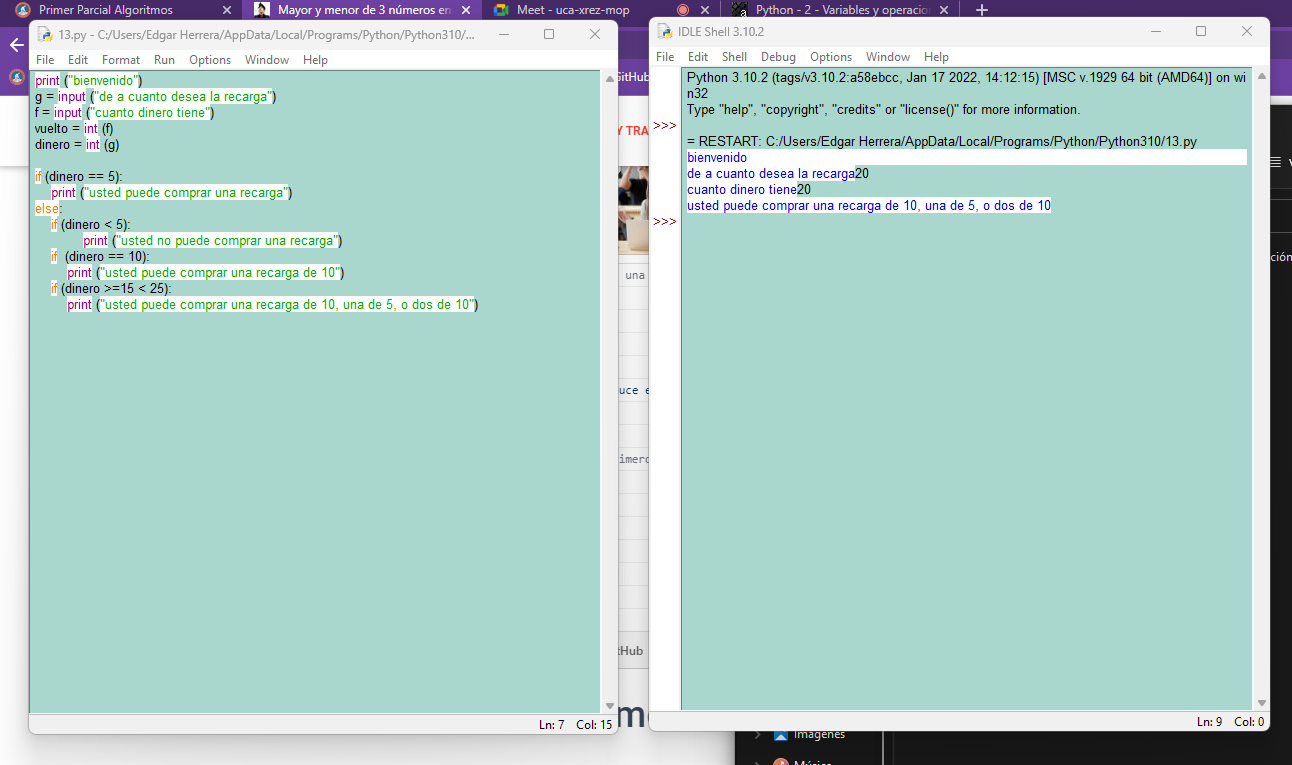 Primer Parcial Algoritmos
Mayor y menor de 3 números en
Meet - uca-xrez-mop
Python - 2 - Variables y operacio
13.py - C:/Users/Edgar Herrera/AppData/Local/Programs/Python/Python310/...
File Edit Format Run Options Window Help
print ("bienvenido")
g = input ("de a cuanto desea la recarga")
f = input ("cuanto dinero tiene")
vuelto = int (f)
dinero = int (g)
if (dinero == 5):
print ("usted puede comprar una recarga")
else:
if (dinero < 5):
print ("usted no puede comprar una recarga")
if (dinero == 10):
print ("usted puede comprar una recarga de 10")
if (dinero >=15 < 25):
print ("usted puede comprar una recarga de 10, una de 5, o dos de 10")
Ln: 7 Col: 15
GitHub
Y TRA
una
uce e
imero
tHub
IDLE Shell 3.10.2
File Edit Shell Debug Options Window Help
Python 3.10.2 (tags/v3.10.2:a58ebcc, Jan 17 2022, 14:12:15) [MSC v.1929 64 bit (AMD64)] on wi
n32
Type "help", "copyright", "credits" or "license()" for more information.
>>>
= RESTART: C:/Users/Edgar Herrera/AppData/Local/Programs/Python/Python310/13.py
bienvenido
de a cuanto desea la recarga20
cuanto dinero tiene20
usted puede comprar una recarga de 10, una de 5, o dos de 10
>>>
Ln: 9 Col: 0
ción
Imágenes
Música